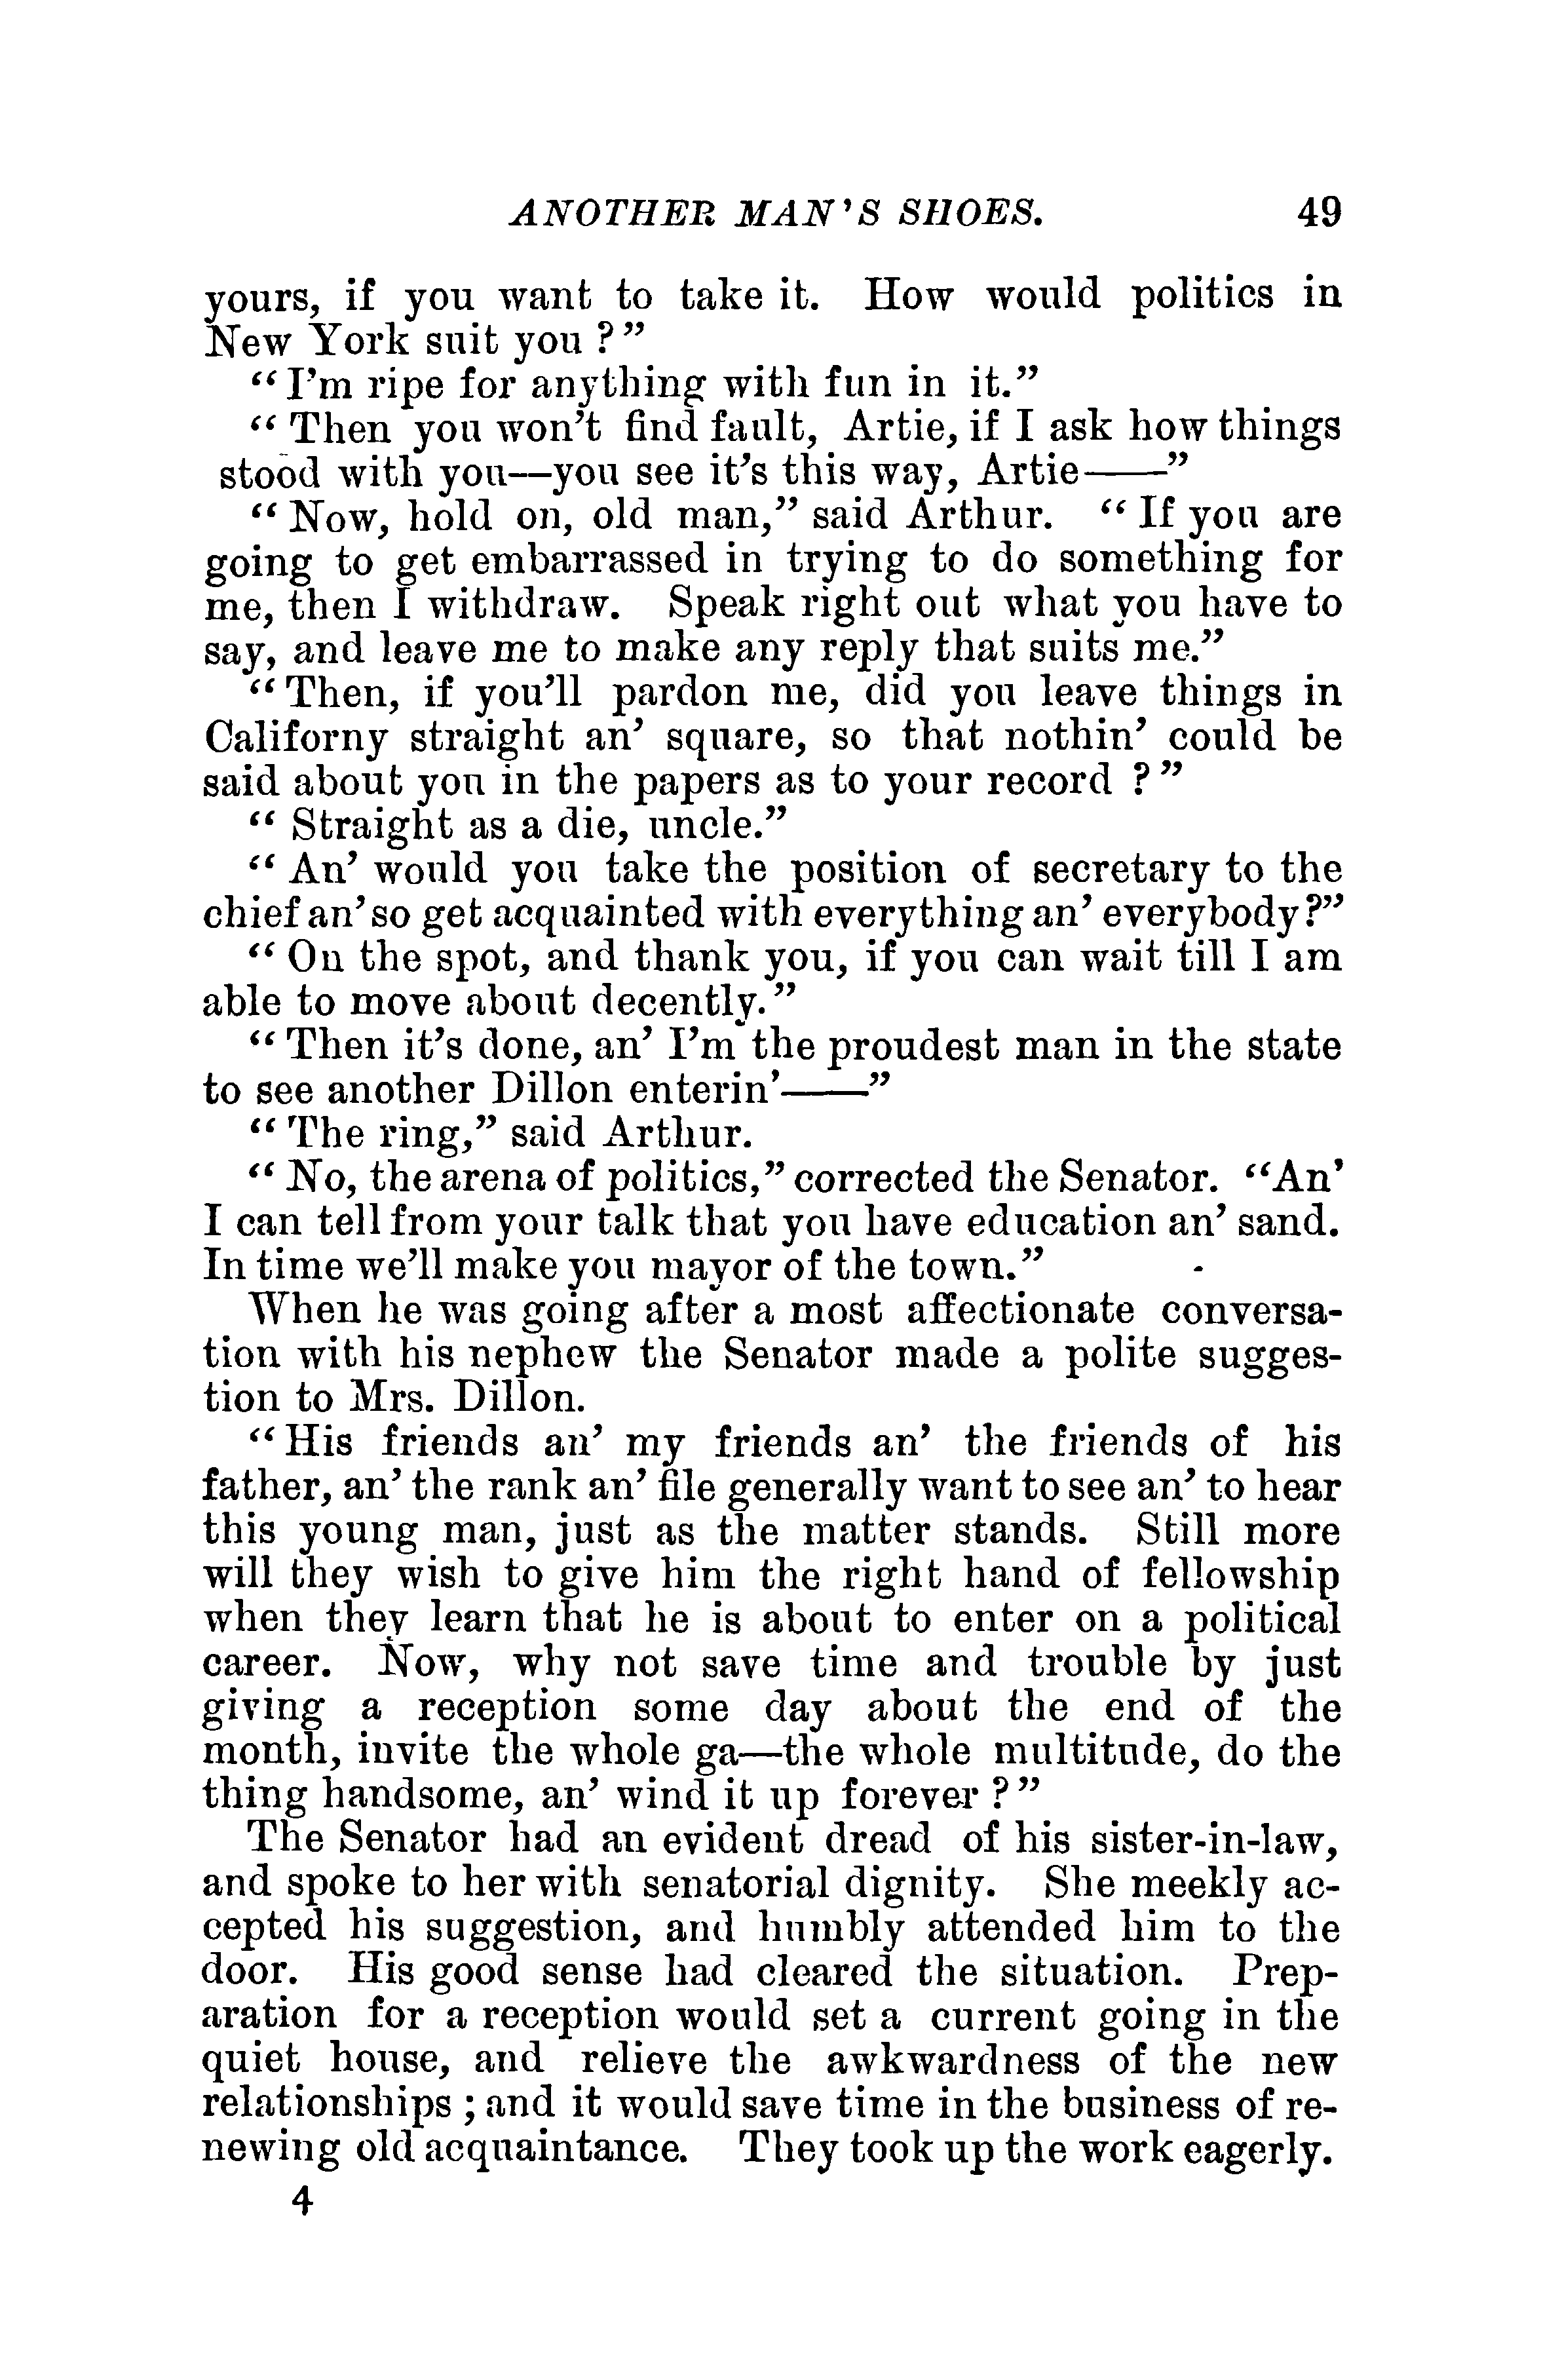 ANOTHER MAN'S SHOES. 49
yours, if you want to take it. How would politics in
New York suit you ?”
“I'm ripe for anything with fun in it.”
“ Then you won't find fault, Artie, if I ask how things
stood with you—you see it's this way, Artie——”
“ Now, hold on, old man,” said Arthur. “ If you are
going to get embarrassed in trying to do something for
me, then I withdraw. Speak right out what you have to
say, and leave me to make any reply that suits me.”
“Then, if you'll pardon me, did you leave things in
Californy straight an' square, so that nothin' could be
said about you in the papers as to your record ?”
“ Straight as a die, uncle.”
“ An' would you take the position of secretary to the
chief an' so get acquainted with everything an' everybody?”
“ On the spot, and thank you, if you can wait till I am
able to move about decently.”
“ Then it's done, an' I'm the proudest man in the state
to see another Dillon enterin'——”
“ The ring,” said Arthur.
“ No, the arena of politics,” corrected the Senator. “An'
I can tell from your talk that you have education an' sand.
In time we'll make you mayor of the town.”
When he was going after a most affectionate conversa-
tion with his nephew the Senator made a polite sugges-
tion to Mrs. Dillon.
“His friends an' my friends an' the friends of his
father, an' the rank an' file generally want to see an' to hear
this young man, just as the matter stands. Still more
will they wish to give him the right hand of fellowship
when they learn that he is about to enter on a political
career. Now, why not save time and trouble by just
giving a reception some day about the end of the
month, invite the whole ga—the whole multitude, do the
thing handsome, an' wind it up forever ?”
The Senator had an evident dread of his sister-in-law,
and spoke to her with senatorial dignity. She meekly ac-
cepted his suggestion, and humbly attended him to the
door. His good sense had cleared the situation. Prep-
aration for a reception would set a current going in the
quiet house, and relieve the awkwardness of the new
relationships ; and it would save time in the business of re-
newing old acquaintance. They took up the work eagerly.
4